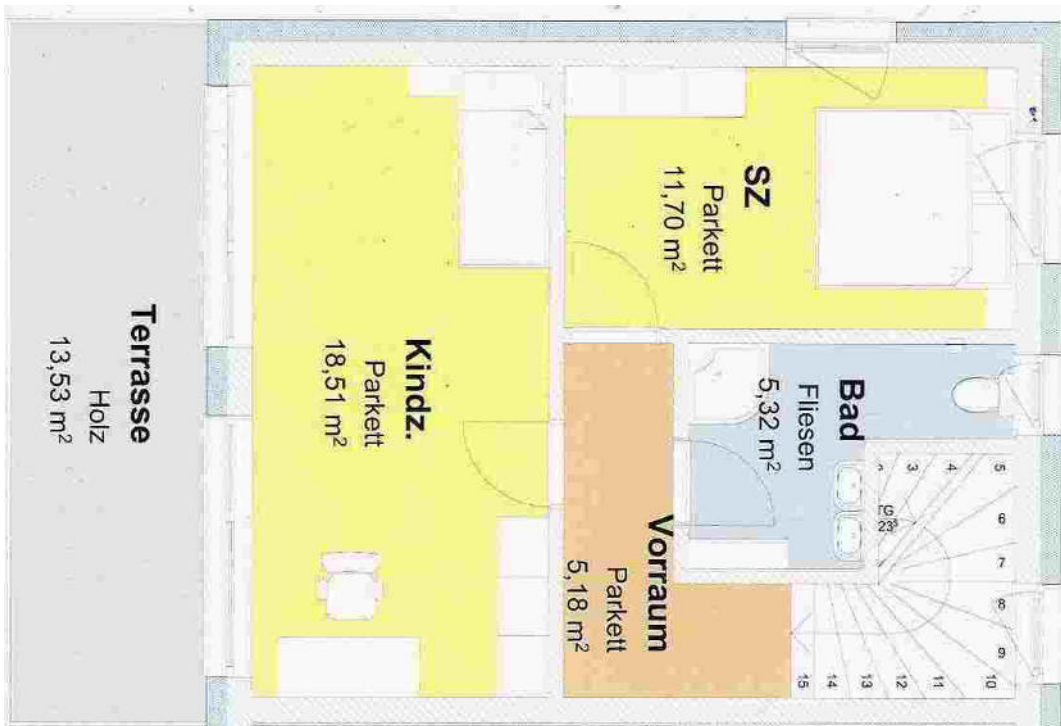 SZ
Parkett
11,70 m²
Kindz.
Parkett
18,51 m²
Terrasse
Holz
13,53 m²
Bad
Fliesen
5,32 m²
Vorraum
Parkett
5,18 m²
3
4
5
6
7
8
9
10
11
12
13
14
15